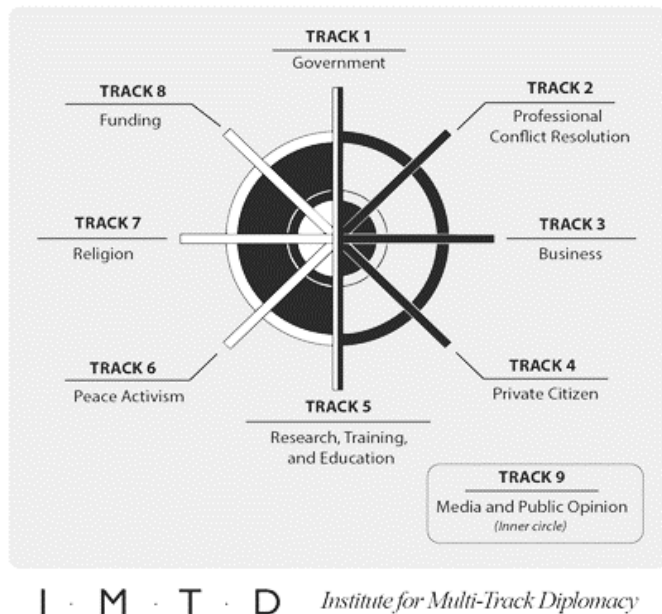 TRACK 1
Government
TRACK 8
Funding
TRACK 2
Professional
Conflict Resolution
TRACK 7
Religion
TRACK 3
Business
TRACK 6
Peace Activism
TRACK 4
Private Citizen
TRACK 5
Research, Training,
and Education
TRACK 9
Media and Public Opinion
(Inner circle)
I · M · T · D Institute for Multi-Track Diplomacy